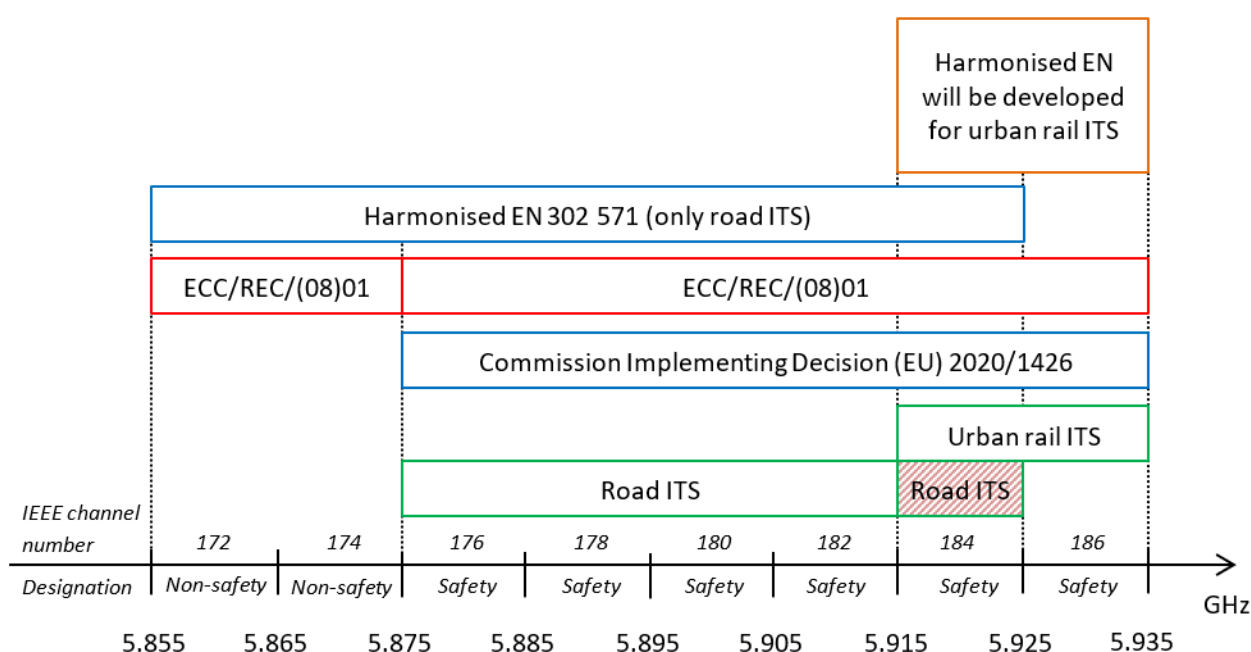 Harmonised EN
will be developed
for urban rail ITS
Harmonised EN 302 571 (only road ITS)
ECC/REC/(08)01 ECC/REC/(08)01
Commission Implementing Decision (EU) 2020/1426
Urban rail ITS
Road ITS Road ITS
IEEE channel
number 172 174 176 178 180 182 184 186
Designation Non-safety Non-safety Safety Safety Safety Safety Safety Safety
GHz
5.855 5.865 5.875 5.885 5.895 5.905 5.915 5.925 5.935